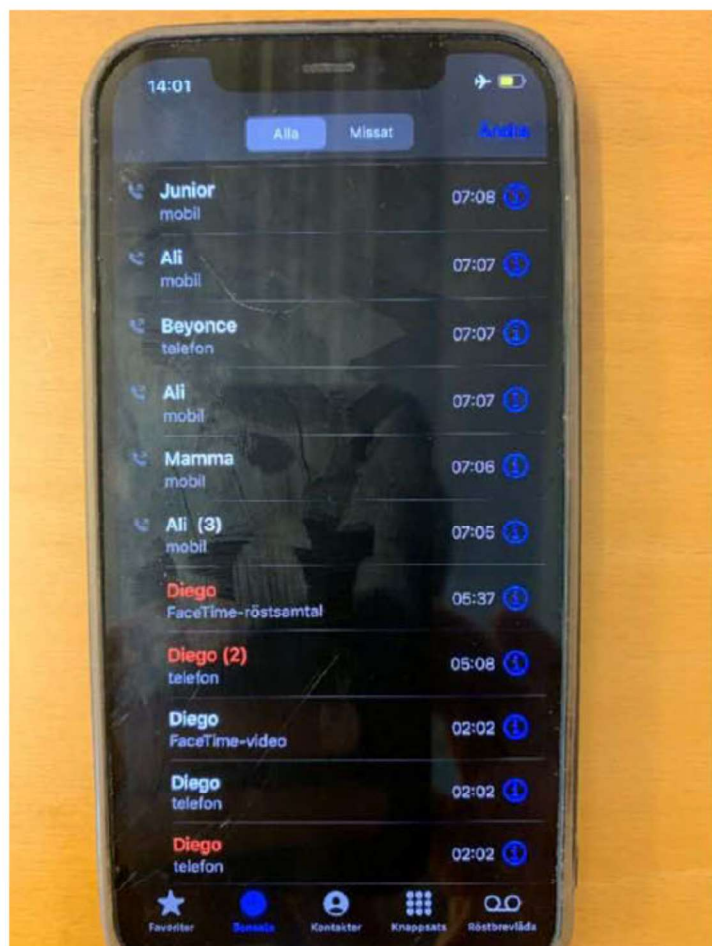 14:01
Alla Missat Ändra
Junior 07:08
mobil
Ali 07:07
mobil
Beyonce 07:07
telefon
Ali 07:07
mobil
Mamma 07:06
mobil
Ali (3) 07:05
mobil
Diego
FaceTime-röstsamtal
Diego (2) 05:08
telefon
Diego 02:02
FaceTime-video
Diego 02:02
telefon
Diego 02:02
telefon
Favoriter Senaste Kontakter Knappsats Röstbrevlåda